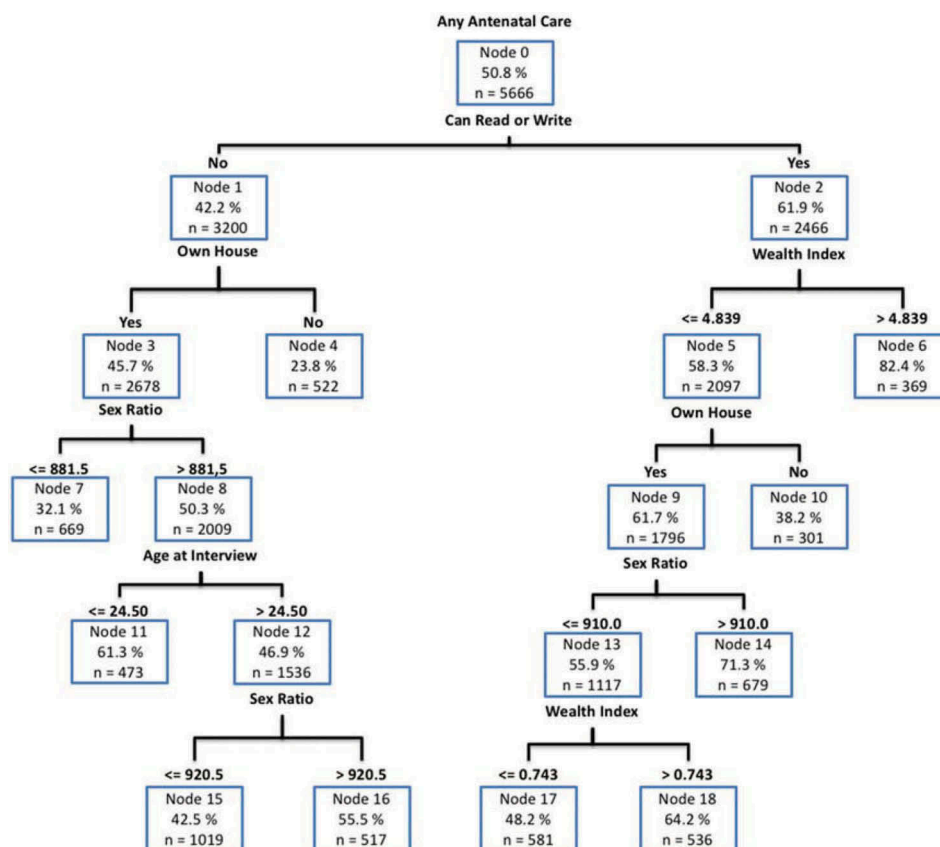 Any Antenatal Care
Node 0
50.8 %
n = 5666
Can Read or Write
No
Yes
Node 1
42.2 %
n = 3200
Own House
Node 2
61.9 %
n = 2466
Wealth Index
Yes
No
<= 4.839
> 4.839
Node 3
45.7 %
n = 2678
Sex Ratio
Node 4
23.8 %
n = 522
Node 5
58.3 %
n = 2097
Own House
Node 6
82.4 %
n = 369
<= 881.5
> 881,5
Yes
No
Node 7
32.1 %
n = 669
Node 8
50.3 %
n = 2009
Age at Interview
Node 9
61.7 %
n = 1796
Sex Ratio
Node 10
38.2 %
n = 301
<= 24.50
> 24.50
<= 910.0
> 910.0
Node 11
61.3 %
n = 473
Node 12
46.9 %
n = 1536
Sex Ratio
Node 13
55.9 %
n = 1117
Wealth Index
Node 14
71.3 %
n = 679
<= 920.5
> 920.5
<= 0.743
> 0.743
Node 15
42.5 %
n = 1019
Node 16
55.5 %
n = 517
Node 17
48.2 %
n = 581
Node 18
64.2 %
n = 536